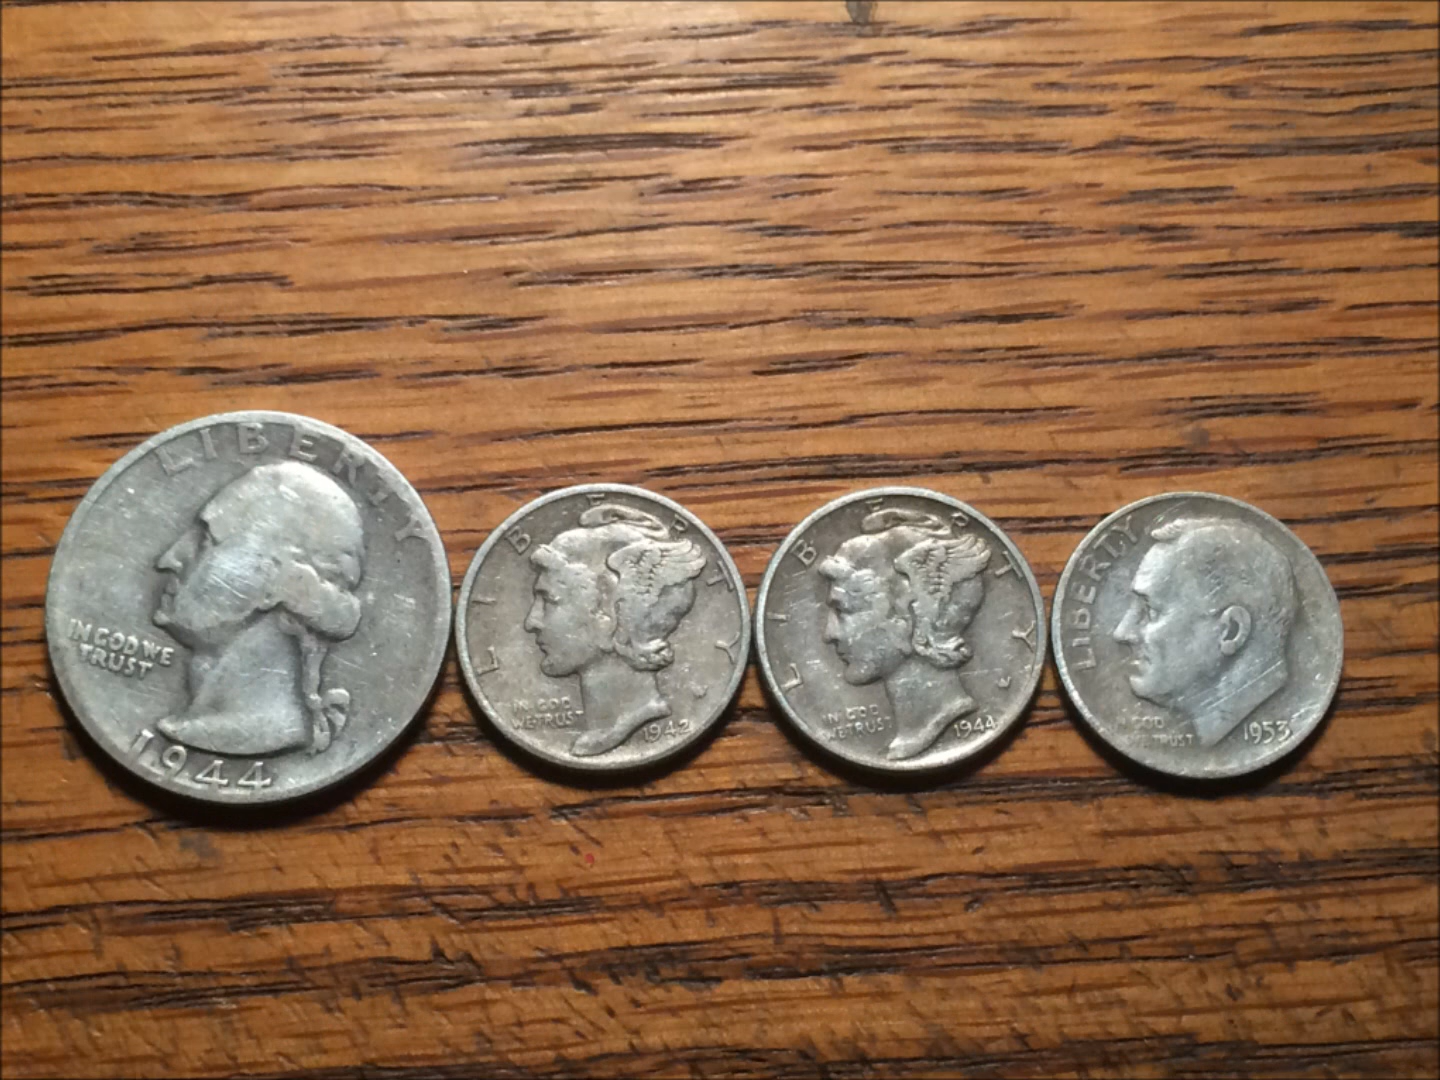 LIBERTY
IN GOD WE
TRUST
1944
LIBERTY
IN GOD
WE TRUST
1942
LIBERTY
IN GOD
WE TRUST
1944
LIBERTY
IN GOD
WE TRUST
1953